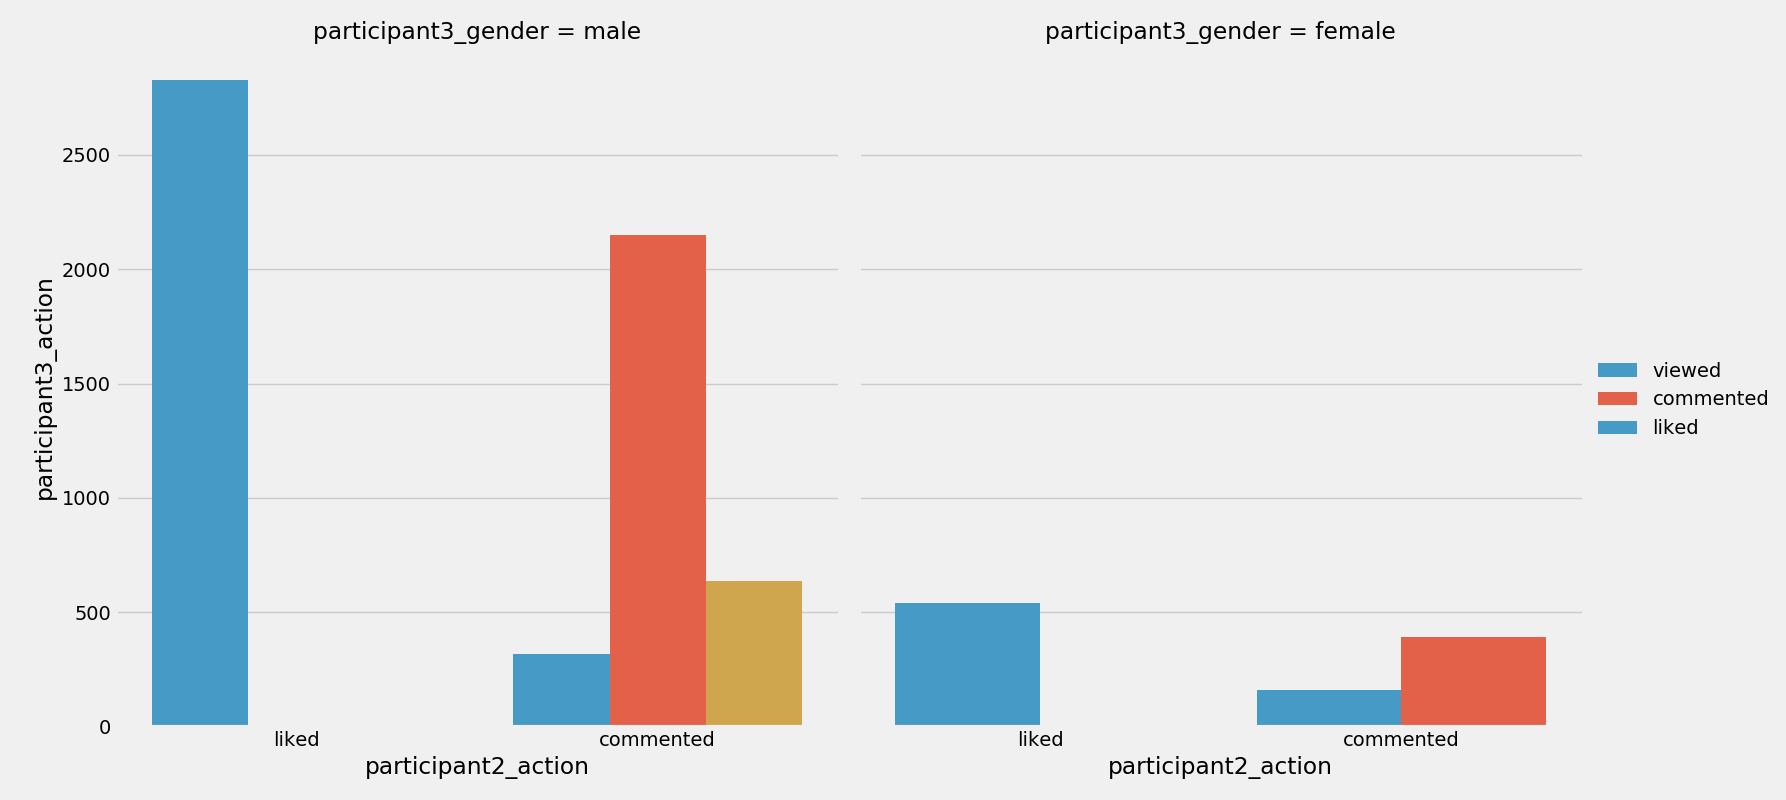 participant3_gender = male
participant3_gender = female
participant3_action
2500
2000
1500
1000
500
0
liked
commented
participant2_action
liked
commented
participant2_action
viewed
commented
liked